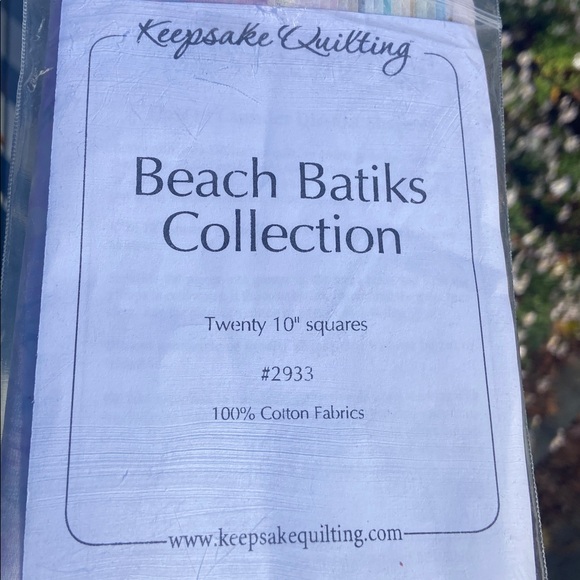 Keepsake Quilting
Beach Batiks
Collection
Twenty 10" squares
#2933
100% Cotton Fabrics
www.keepsakequilting.com